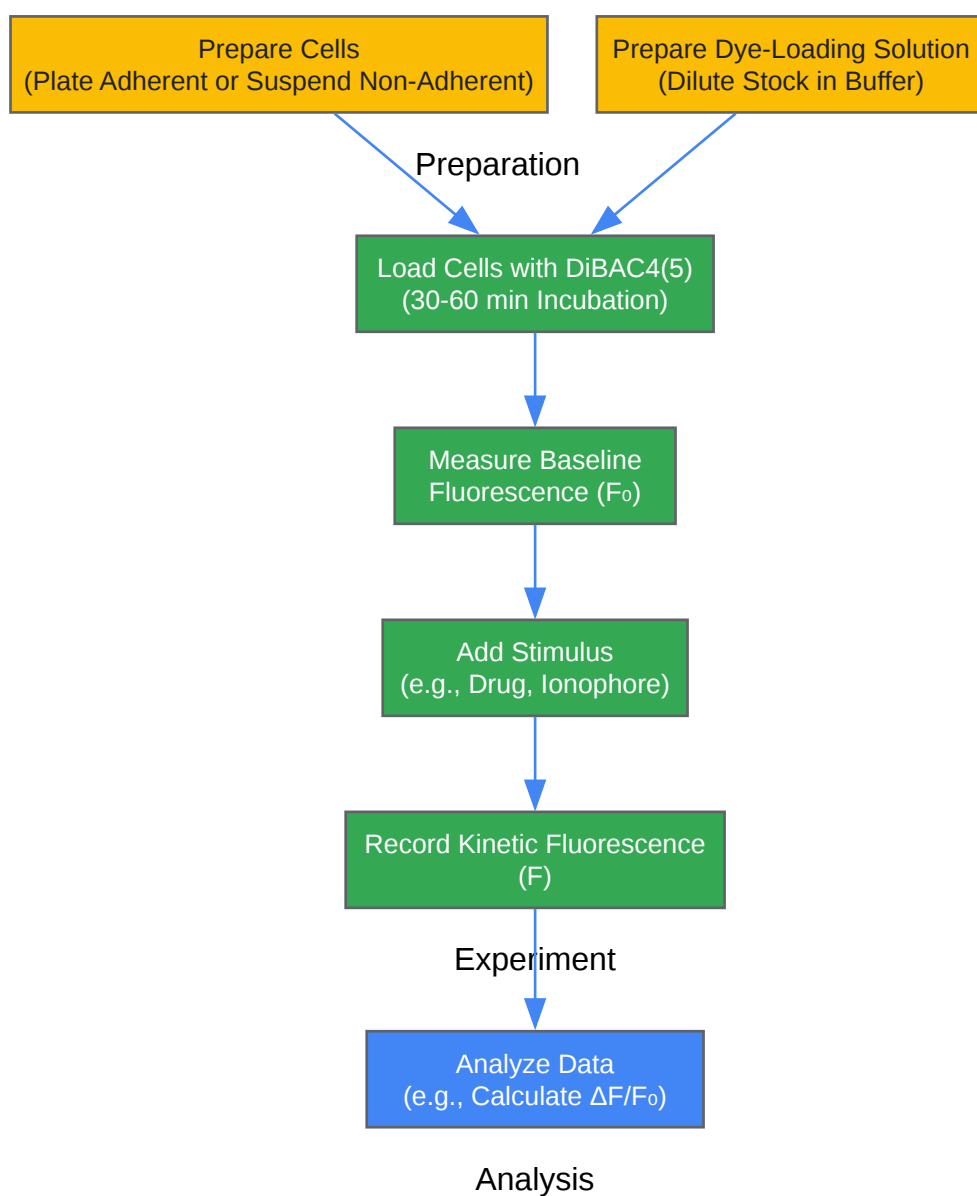 Prepare Cells
(Plate Adherent or Suspend Non-Adherent)
Prepare Dye-Loading Solution
(Dilute Stock in Buffer)
Preparation
Load Cells with DiBAC4(5)
(30-60 min Incubation)
Measure Baseline
Fluorescence (F₀)
Add Stimulus
(e.g., Drug, Ionophore)
Record Kinetic Fluorescence
(F)
Experiment
Analyze Data
(e.g., Calculate ΔF/F₀)
Analysis